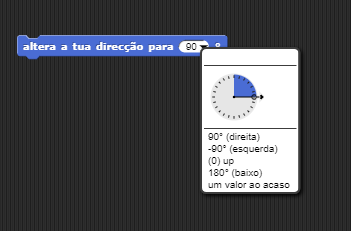 altera a tua direcção para 90 °
90° (direita)
-90° (esquerda)
(0) up
180° (baixo)
um valor ao acaso